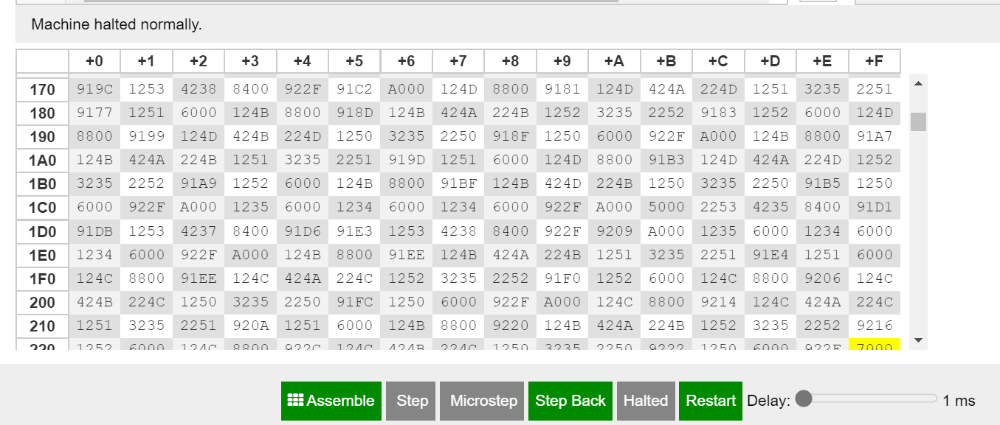 Machine halted normally.
+0 +1 +2 +3 +4 +5 +6 +7 +8 +9 +A +B +C +D +E +F
170 919C 1253 4238 8400 922F 91C2 A000 124D 8800 9181 124D 424A 224D 1251 3235 2251
180 9177 1251 6000 124B 8800 918D 124B 424A 224B 1252 3235 2252 9183 1252 6000 124D
190 8800 9199 124D 424B 224D 1250 3235 2250 918F 1250 6000 922F A000 124B 8800 91A7
1A0 124B 424A 224B 1251 3235 2251 919D 1251 6000 124D 8800 91B3 124D 424A 224D 1252
1B0 3235 2252 91A9 1252 6000 124B 8800 91BF 124B 424D 224B 1250 3235 2250 91B5 1250
1C0 6000 922F A000 1235 6000 1234 6000 1234 6000 922F A000 5000 2253 4235 8400 91D1
1D0 91DB 1253 4237 8400 91D6 91E3 1253 4238 8400 922F 9209 A000 1235 6000 1234 6000
1E0 1234 6000 922F A000 124B 8800 91EE 124B 424A 224B 1251 3235 2251 91E4 1251 6000
1F0 124C 8800 91EE 124C 424A 224C 1252 3235 2252 91F0 1252 6000 124C 8800 9206 124C
200 424B 224C 1250 3235 2250 91FC 1250 6000 922F A000 124C 8800 9214 124C 424A 224C
210 1251 3235 2251 920A 1251 6000 124B 8800 9220 124B 424A 224B 1252 3235 2252 9216
220 1252 6000 124C 8800 922C 124C 424B 224C 1250 3235 2250 9222 1250 6000 922F 7000
Assemble Step Microstep Step Back Halted Restart Delay: 1 ms